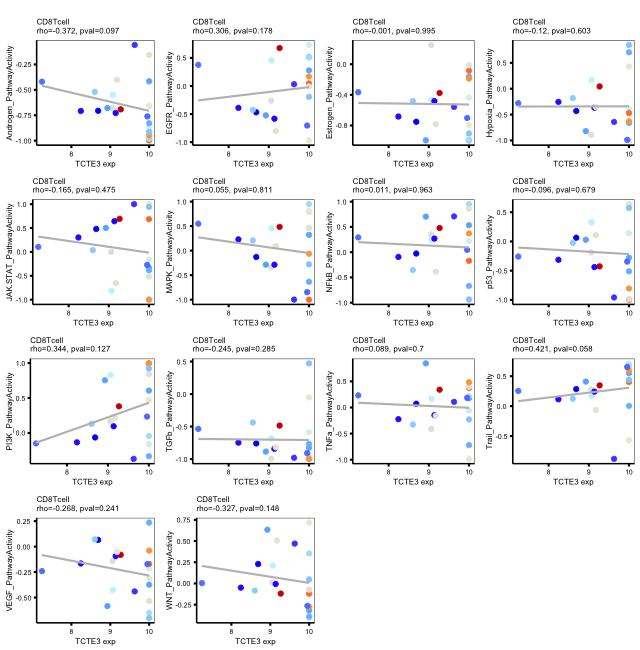 CD8Tcell
rho=-0.372, pval=0.097
Androgen_PathwayActivity
-0.25
-0.50
-0.75
-1.00
8
9
10
TCTE3 exp
CD8Tcell
rho=0.306, pval=0.178
EGFR_PathwayActivity
0.5
0.0
-0.5
-1.0
8
9
10
TCTE3 exp
CD8Tcell
rho=-0.001, pval=0.995
Estrogen_PathwayActivity
0.0
-0.4
-0.8
8
9
10
TCTE3 exp
CD8Tcell
rho=-0.12, pval=0.603
Hypoxia_PathwayActivity
0.5
0.0
-0.5
-1.0
8
9
10
TCTE3 exp
CD8Tcell
rho=-0.165, pval=0.475
JAK-STAT_PathwayActivity
1.0
0.5
0.0
-0.5
-1.0
8
9
10
TCTE3 exp
CD8Tcell
rho=0.055, pval=0.811
MAPK_PathwayActivity
1.0
0.5
0.0
-0.5
-1.0
8
9
10
TCTE3 exp
CD8Tcell
rho=0.011, pval=0.963
NFkB_PathwayActivity
1.0
0.5
0.0
-0.5
-1.0
8
9
10
TCTE3 exp
CD8Tcell
rho=-0.096, pval=0.679
p53_PathwayActivity
0.5
0.0
-0.5
-1.0
8
9
10
TCTE3 exp
CD8Tcell
rho=0.344, pval=0.127
PI3K_PathwayActivity
1.0
0.5
0.0
8
9
10
TCTE3 exp
CD8Tcell
rho=-0.245, pval=0.285
TGFb_PathwayActivity
0.5
0.0
-0.5
-1.0
8
9
10
TCTE3 exp
CD8Tcell
rho=0.089, pval=0.7
TNFa_PathwayActivity
0.5
0.0
-0.5
-1.0
8
9
10
TCTE3 exp
CD8Tcell
rho=0.421, pval=0.058
Trail_PathwayActivity
0.5
0.0
-0.5
8
9
10
TCTE3 exp
CD8Tcell
rho=-0.268, pval=0.241
VEGF_PathwayActivity
0.25
0.00
-0.25
-0.50
8
9
10
TCTE3 exp
CD8Tcell
rho=-0.327, pval=0.148
WNT_PathwayActivity
0.75
0.50
0.25
0.00
-0.25
8
9
10
TCTE3 exp